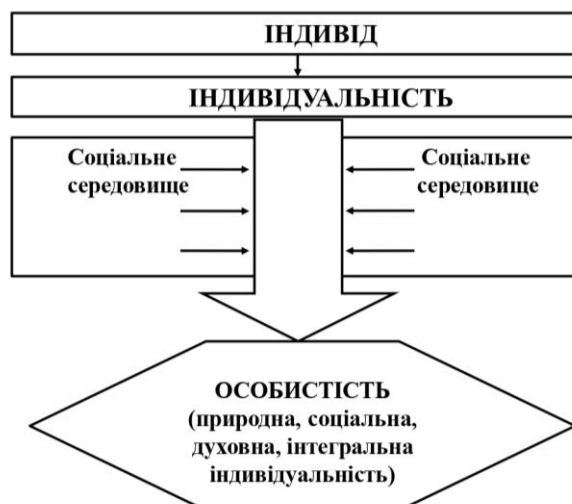 ІНДИВІД
ІНДИВІДУАЛЬНІСТЬ
Соціальне
середовище
Соціальне
середовище
ОСОБИСТІСТЬ
(природна, соціальна,
духовна, інтегральна
індивідуальність)